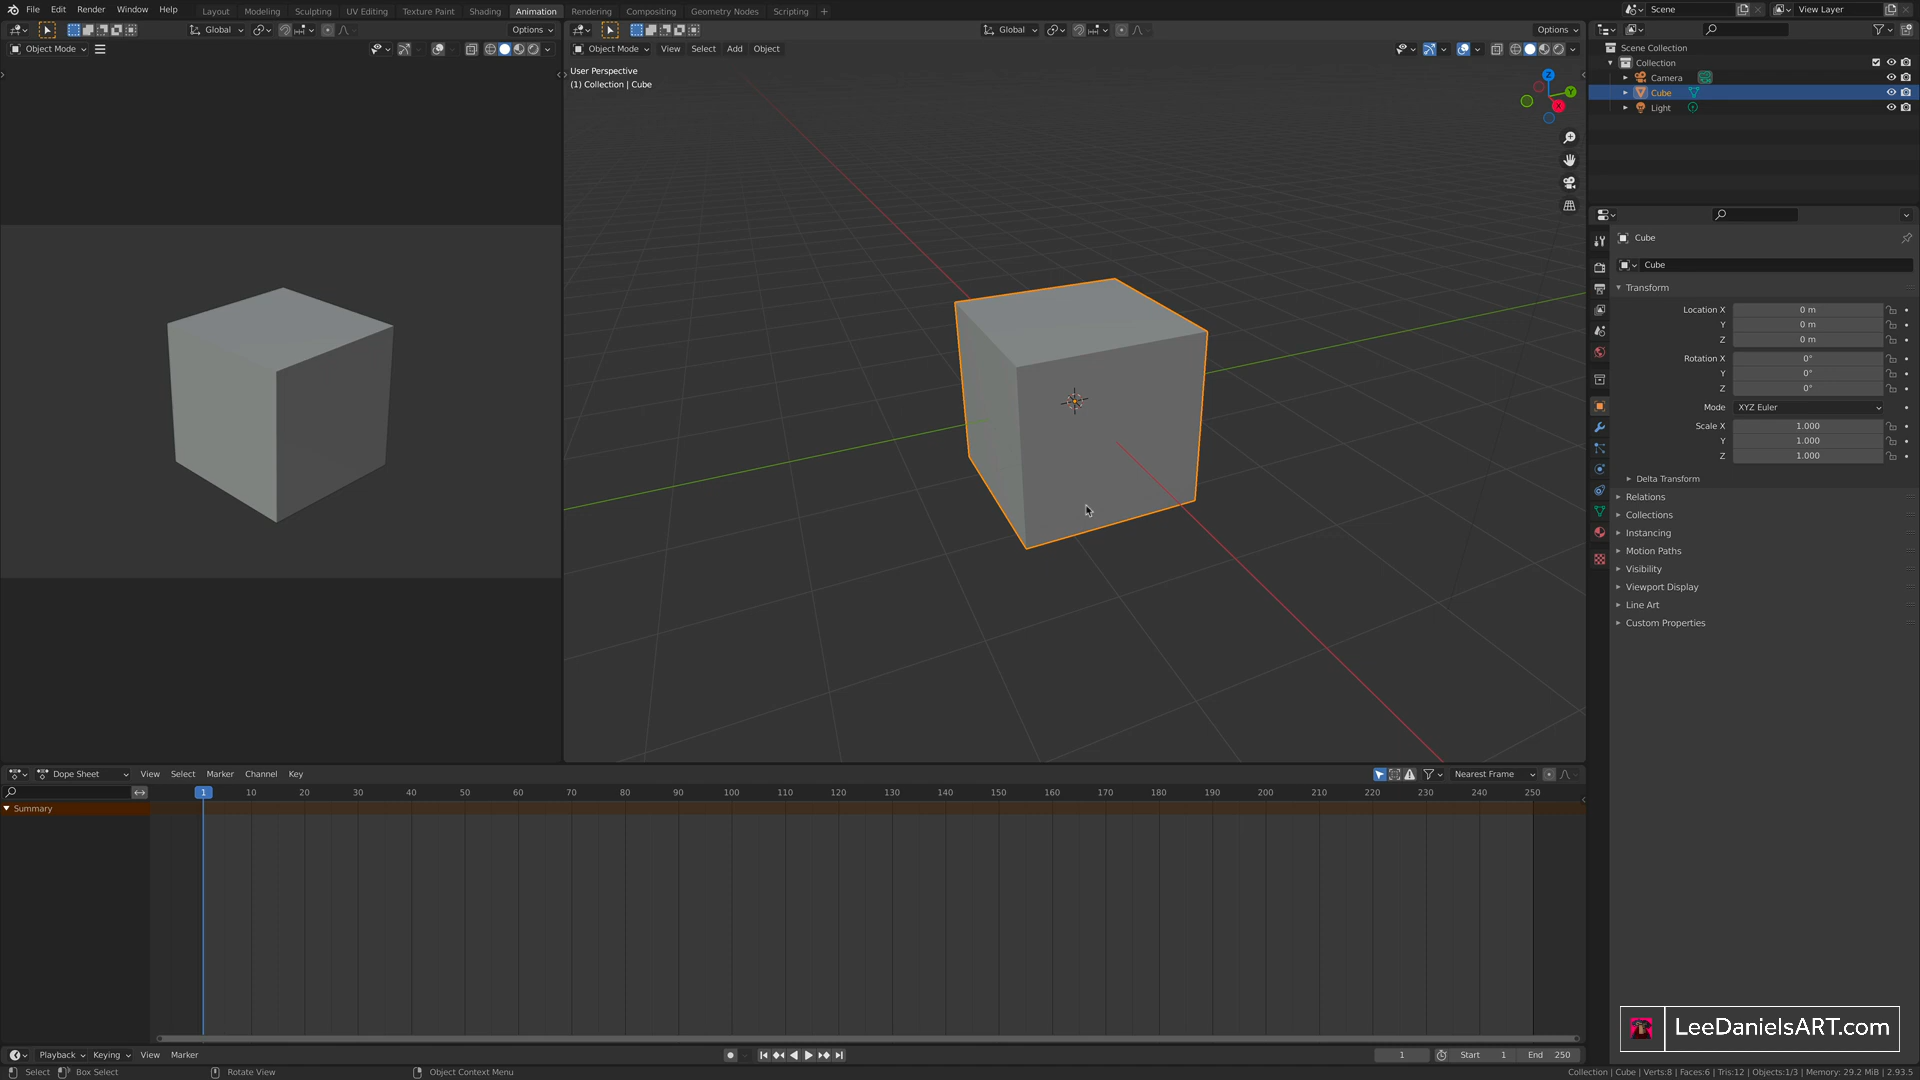 File Edit Render Window Help Layout Modeling Sculpting UV Editing Texture Paint Shading Animation Rendering Compositing Geometry Nodes Scripting + Scene View Layer
Global Options
Object Mode
Global Options
Object Mode View Select Add Object
User Perspective
(1) Collection | Cube
Z
Y
X
Scene Collection
Collection
Camera
Cube
Light
Cube
Cube
Transform
Location X 0 m
Y 0 m
Z 0 m
Rotation X 0°
Y 0°
Z 0°
Mode XYZ Euler
Scale X 1.000
Y 1.000
Z 1.000
Delta Transform
Relations
Collections
Instancing
Motion Paths
Visibility
Viewport Display
Line Art
Custom Properties
Dope Sheet View Select Marker Channel Key Nearest Frame
1 10 20 30 40 50 60 70 80 90 100 110 120 130 140 150 160 170 180 190 200 210 220 230 240 250
Summary
LeeDanielsART.com
Playback Keying View Marker 1 Start 1 End 250
Select Box Select Rotate View Object Context Menu Collection | Cube | Verts:8 | Faces:6 | Tris:12 | Objects:1/3 | Memory: 29.2 MiB | 2.93.5